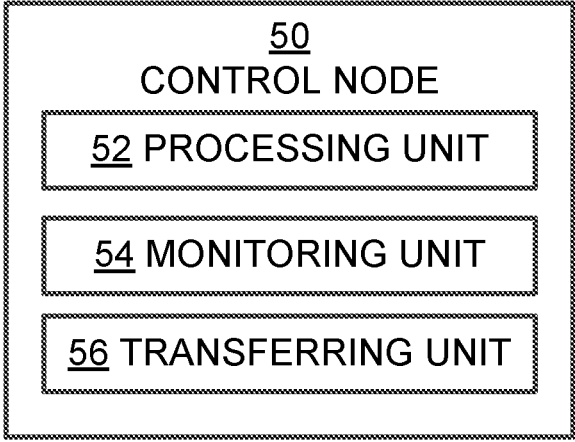 50
CONTROL NODE
52 PROCESSING UNIT
54 MONITORING UNIT
56 TRANSFERRING UNIT